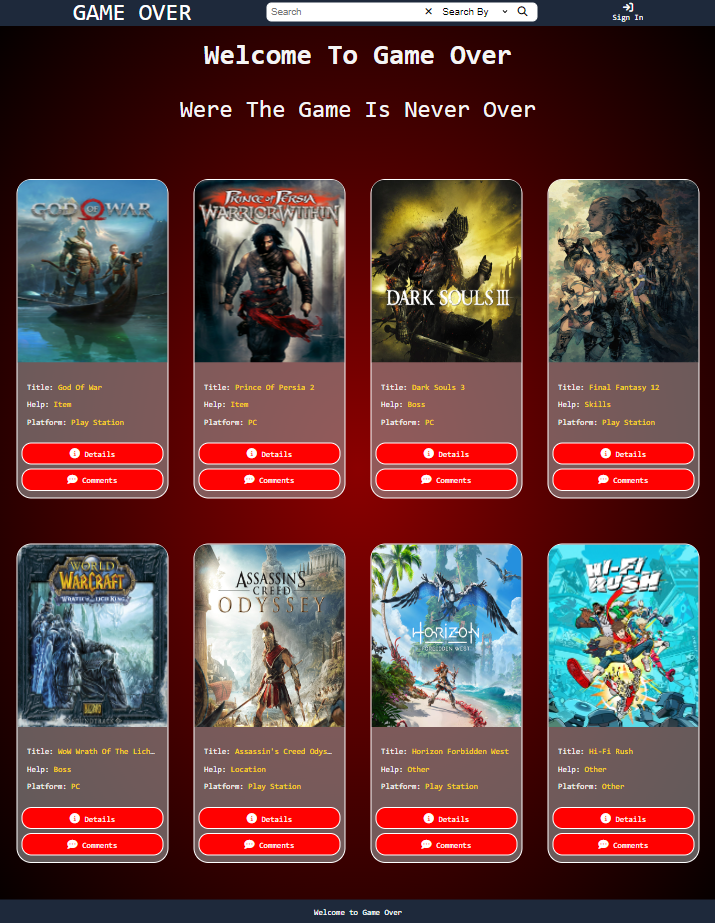 GAME OVER
Search
Search By
Sign In
Welcome To Game Over
Were The Game Is Never Over
GOD OF WAR
PRINCE OF PERSIA
WARRIOR WITHIN
DARK SOULS III
Title: God Of War
Help: Item
Platform: Play Station
Details
Comments
Title: Prince Of Persia 2
Help: Item
Platform: PC
Details
Comments
Title: Dark Souls 3
Help: Boss
Platform: PC
Details
Comments
Title: Final Fantasy 12
Help: Skills
Platform: Play Station
Details
Comments
WORLD
OF
WARCRAFT
WRATH OF THE LICH KING
BLIZZARD
SOUNDTRACK
ASSASSIN'S
CREED
ODYSSEY
HORIZON
FORBIDDEN WEST
HI-FI
RUSH
Title: WoW Wrath Of The Lich…
Help: Boss
Platform: PC
Details
Comments
Title: Assassin's Creed Odys…
Help: Location
Platform: Play Station
Details
Comments
Title: Horizon Forbidden West
Help: Other
Platform: Play Station
Details
Comments
Title: Hi-Fi Rush
Help: Other
Platform: Other
Details
Comments
Welcome to Game Over